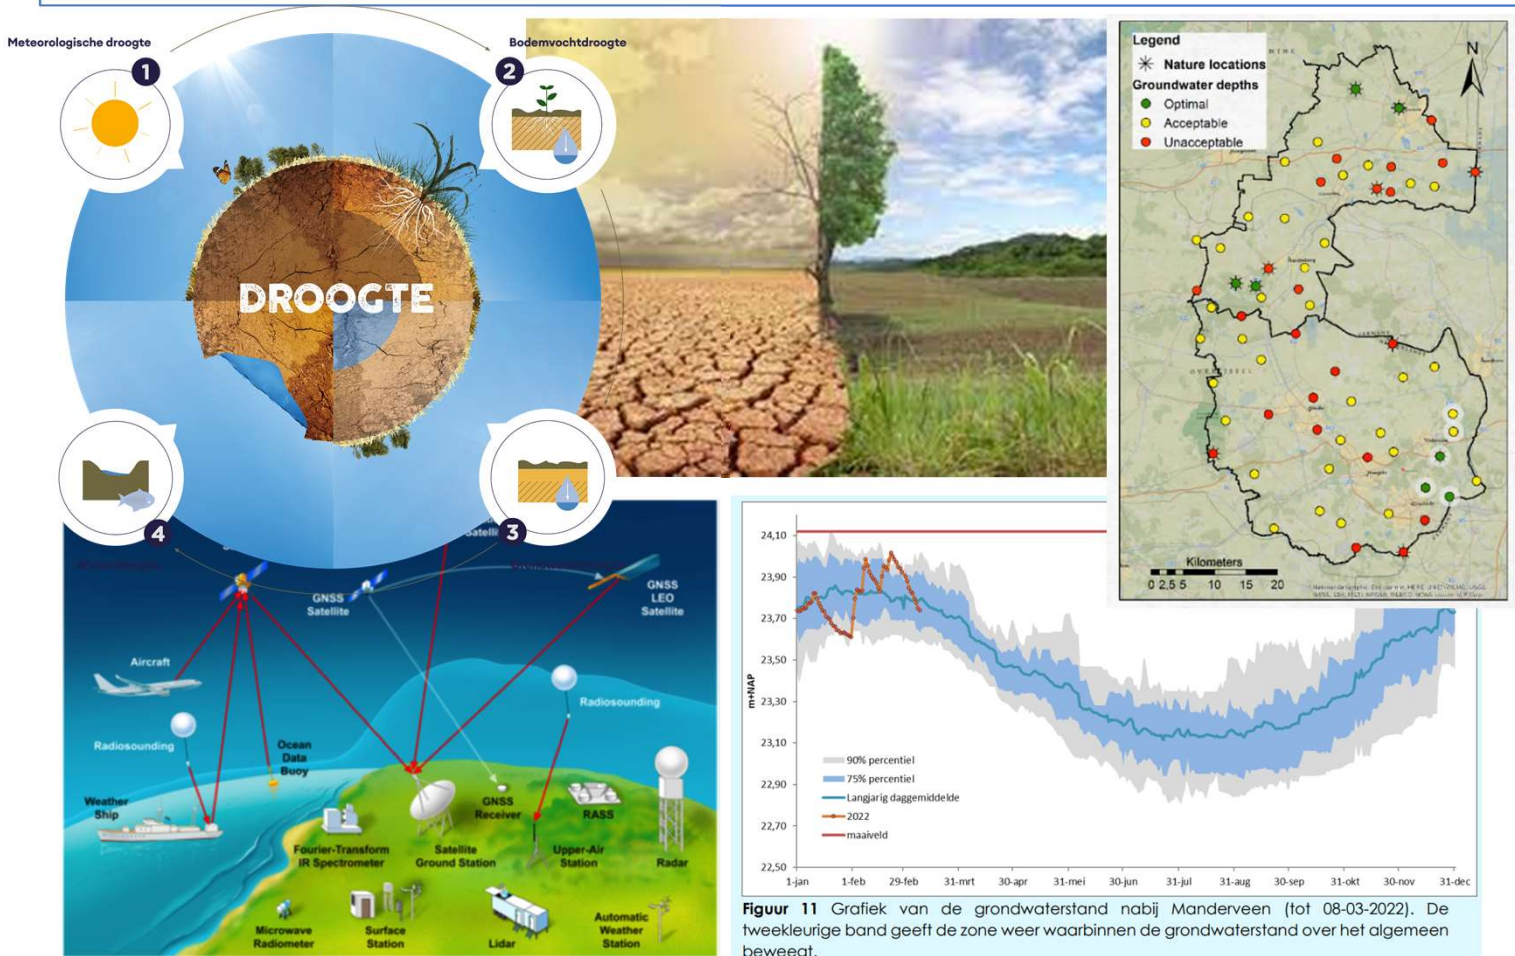 Meteorologische droogte
1
Bodemvochtdroogte
2
DROOGTE
4
3
Legend
Nature locations
Groundwater depths
Optimal
Acceptable
Unacceptable
N
Kilometers
0 2,5 5 10 15 20
GNSS
Satellite
GNSS
LEO
Satellite
Aircraft
Radiosounding
Radiosounding
Ocean
Data
Buoy
Weather
Ship
GNSS
Receiver
RASS
Fourier-Transform
IR Spectrometer
Satellite
Ground Station
Upper-Air
Station
Radar
Microwave
Radiometer
Surface
Station
Lidar
Automatic
Weather
Station
24,10
23,90
23,70
23,50
23,30
23,10
22,90
22,70
22,50
m+NAP
90% percentiel
75% percentiel
Langjarig daggemiddelde
2022
maaiveld
1-jan 1-feb 29-feb 31-mrt 30-apr 31-mei 30-jun 31-jul 31-aug 30-sep 31-okt 30-nov 31-dec
Figuur 11 Grafiek van de grondwaterstand nabij Manderveen (tot 08-03-2022). De
tweekleurige band geeft de zone weer waarbinnen de grondwaterstand over het algemeen
beweegt.